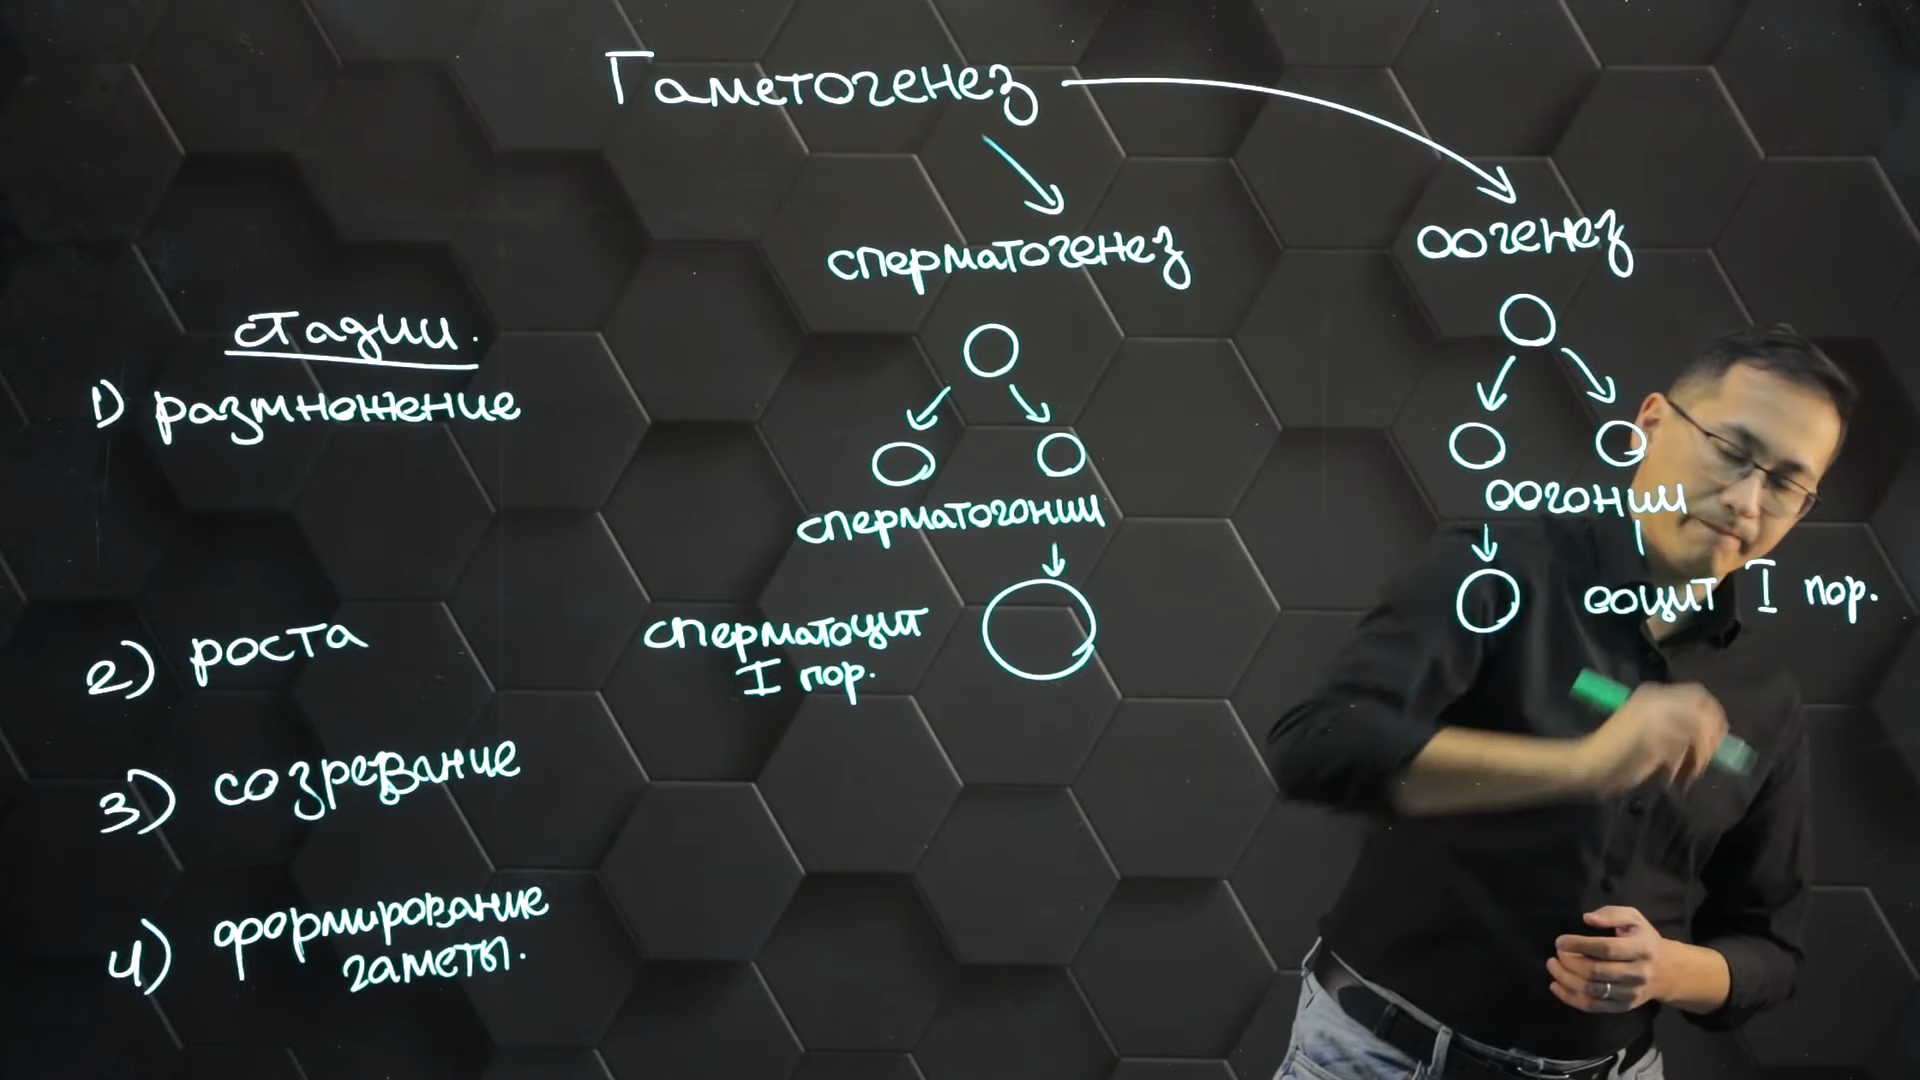 Гаметогенез
сперматогенез
оогенез
стадии.
1) размножение
сперматогонии
оогонии
2) роста
сперматоцит
I пор.
ооцит I пор.
3) созревание
4) формирование
гаметы.